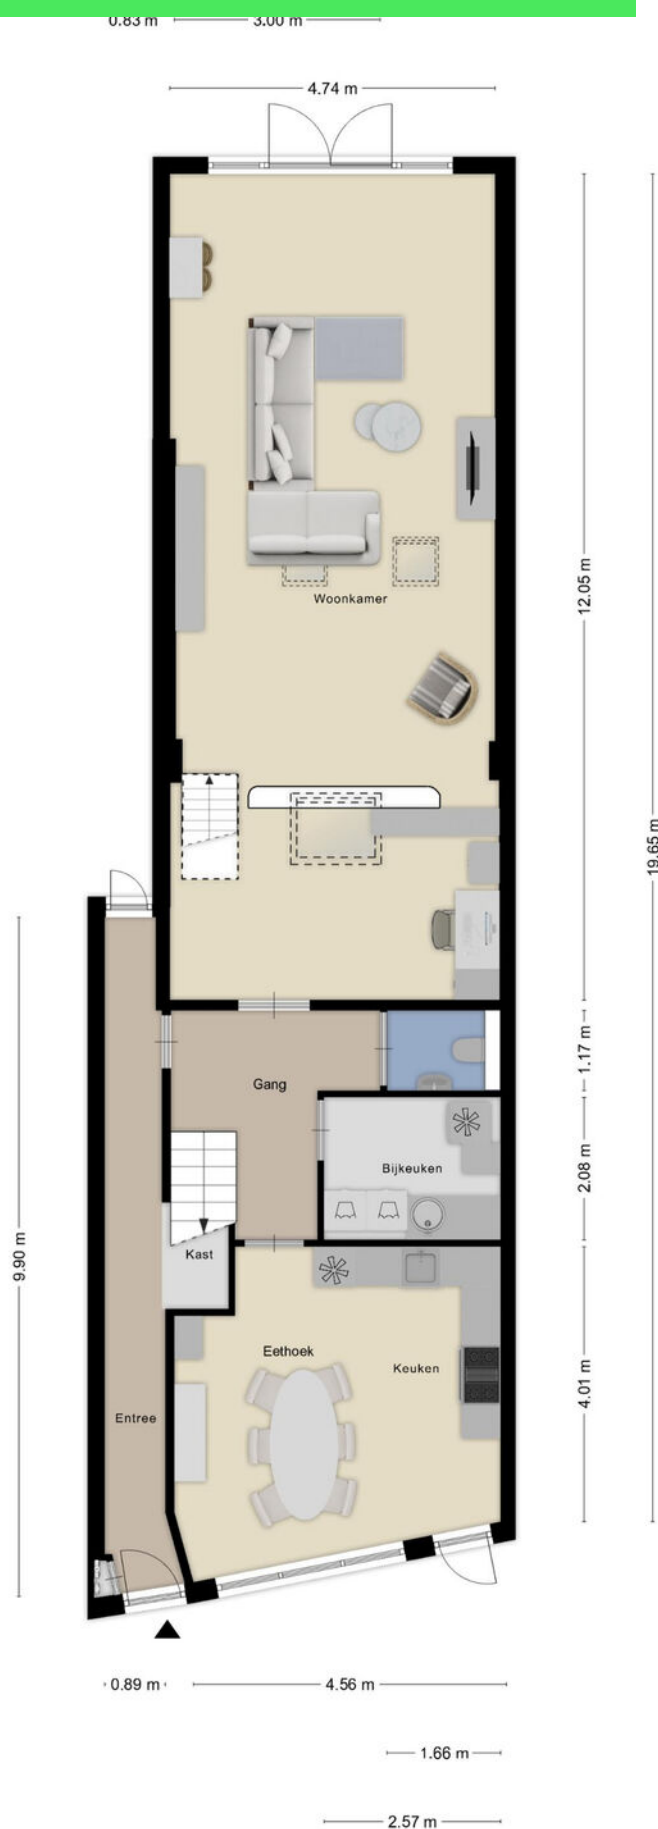 0.83 m
3.00 m
4.74 m
Woonkamer
12.05 m
19.65 m
Gang
1.17 m
Bijkeuken
2.08 m
Kast
9.90 m
Eethoek
Keuken
4.01 m
Entree
0.89 m
4.56 m
1.66 m
2.57 m